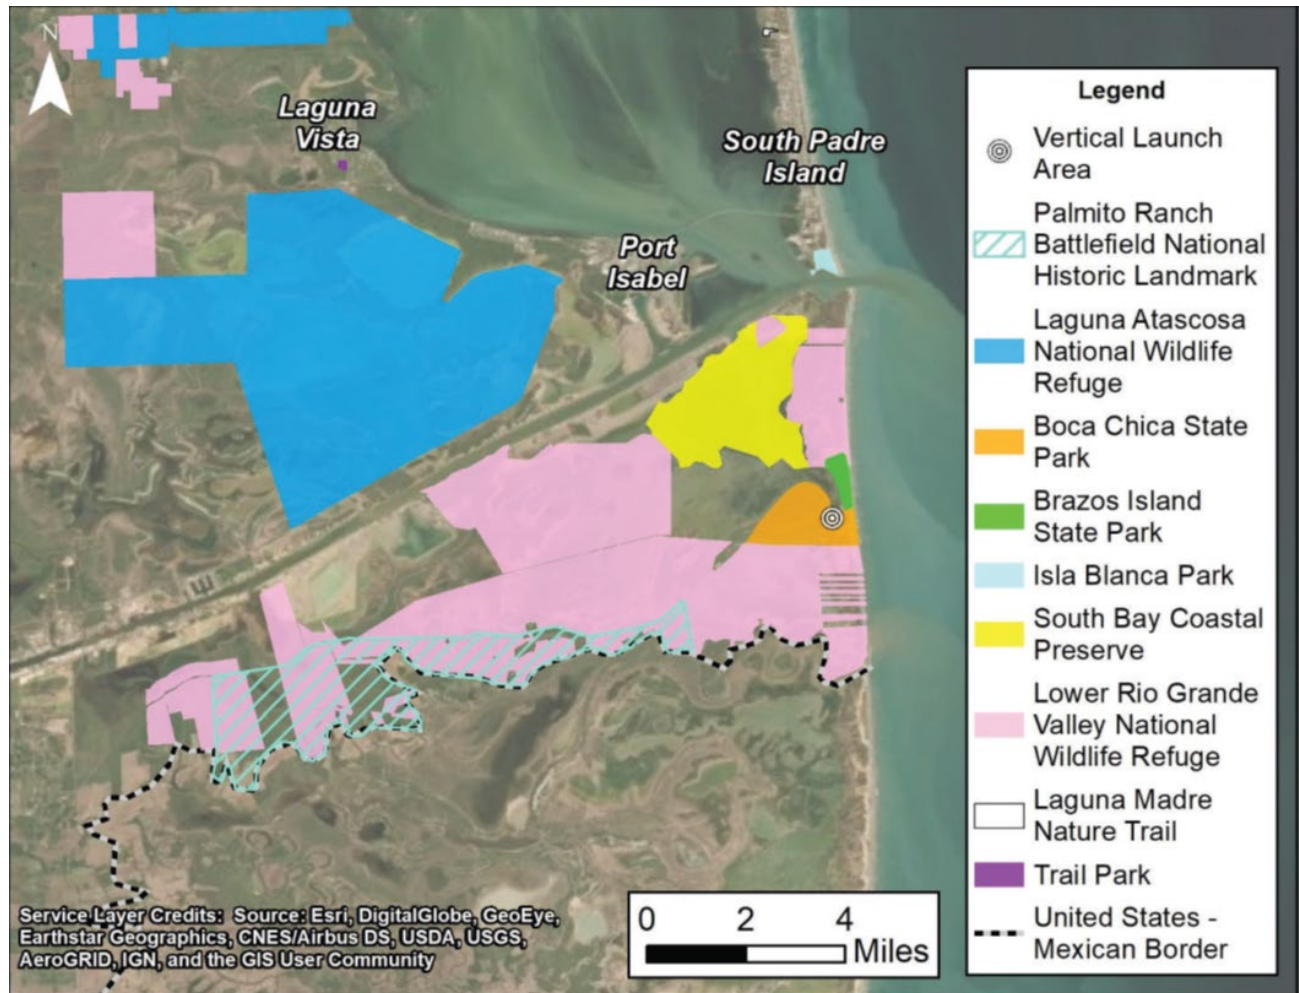 N
Laguna
Vista
South Padre
Island
Port
Isabel
Legend
Vertical Launch
Area
Palmito Ranch
Battlefield National
Historic Landmark
Laguna Atascosa
National Wildlife
Refuge
Boca Chica State
Park
Brazos Island
State Park
Isla Blanca Park
South Bay Coastal
Preserve
Lower Rio Grande
Valley National
Wildlife Refuge
Laguna Madre
Nature Trail
Trail Park
United States -
Mexican Border
Service Layer Credits: Source: Esri, DigitalGlobe, GeoEye,
Earthstar Geographics, CNES/Airbus DS, USDA, USGS,
AeroGRID, IGN, and the GIS User Community
0 2 4
Miles